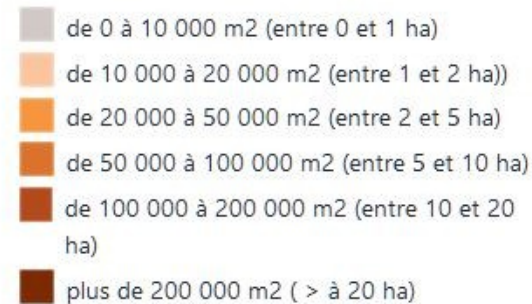 de 0 à 10 000 m2 (entre 0 et 1 ha)
de 10 000 à 20 000 m2 (entre 1 et 2 ha))
de 20 000 à 50 000 m2 (entre 2 et 5 ha)
de 50 000 à 100 000 m2 (entre 5 et 10 ha)
de 100 000 à 200 000 m2 (entre 10 et 20
ha)
plus de 200 000 m2 ( > à 20 ha)